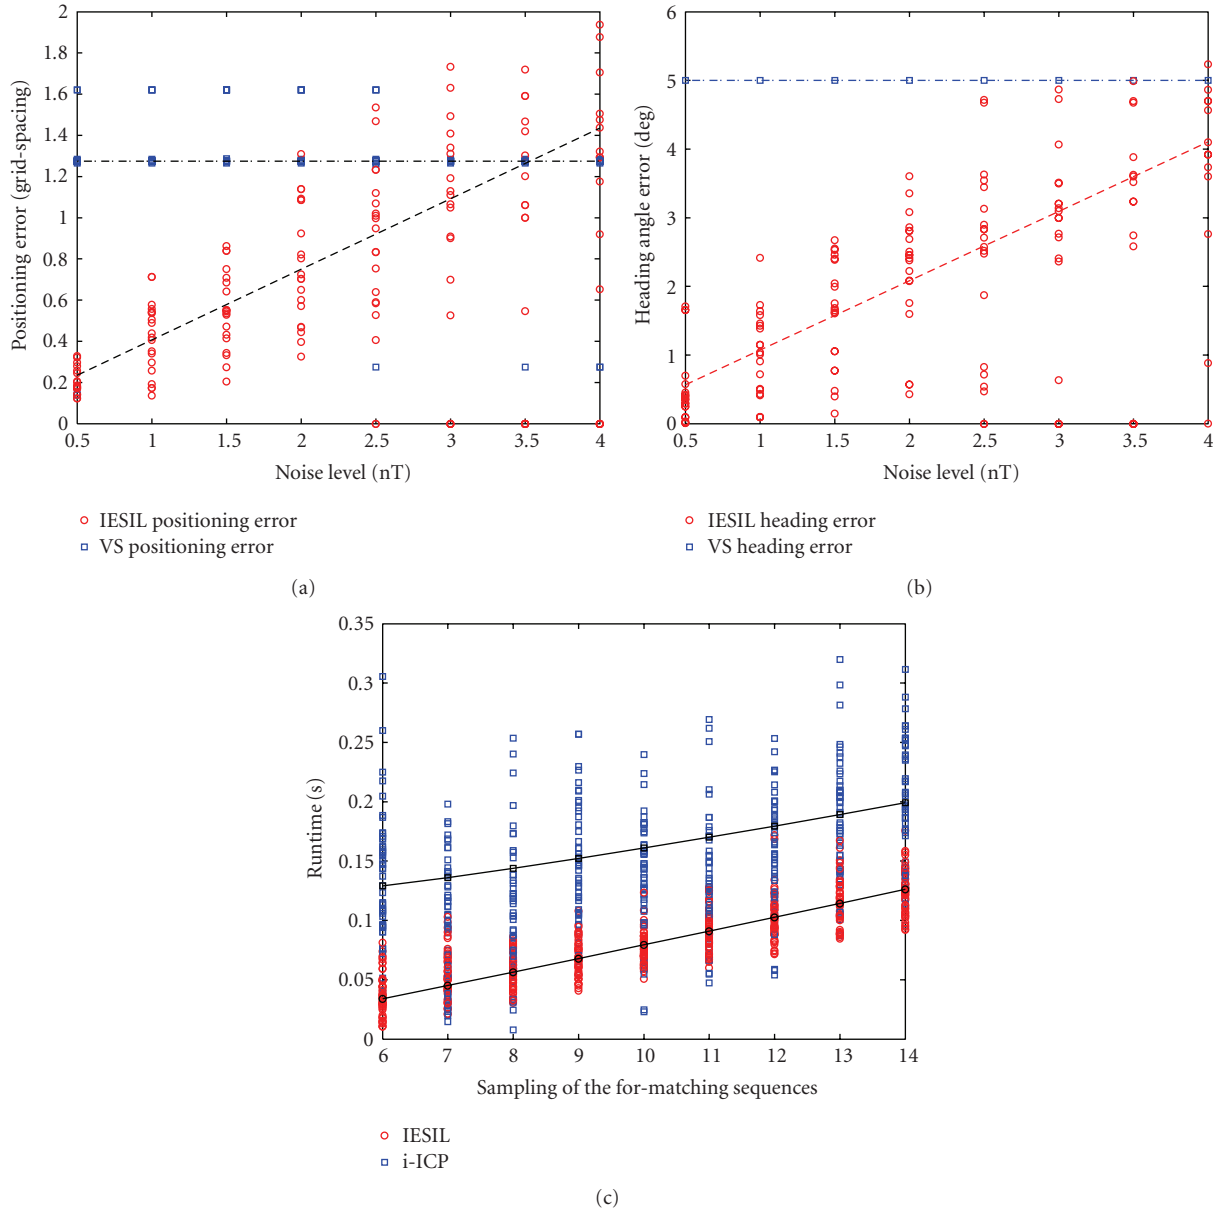 2
1.8
1.6
1.4
1.2
1
0.8
0.6
0.4
0.2
0
Positioning error (grid-spacing)
0.5 1 1.5 2 2.5 3 3.5 4
Noise level (nT)
IESIL positioning error
VS positioning error
(a)
6
5
4
3
2
1
0
Heading angle error (deg)
0.5 1 1.5 2 2.5 3 3.5 4
Noise level (nT)
IESIL heading error
VS heading error
(b)
0.35
0.3
0.25
0.2
0.15
0.1
0.05
0
Runtime (s)
6 7 8 9 10 11 12 13 14
Sampling of the for-matching sequences
IESIL
i-ICP
(c)